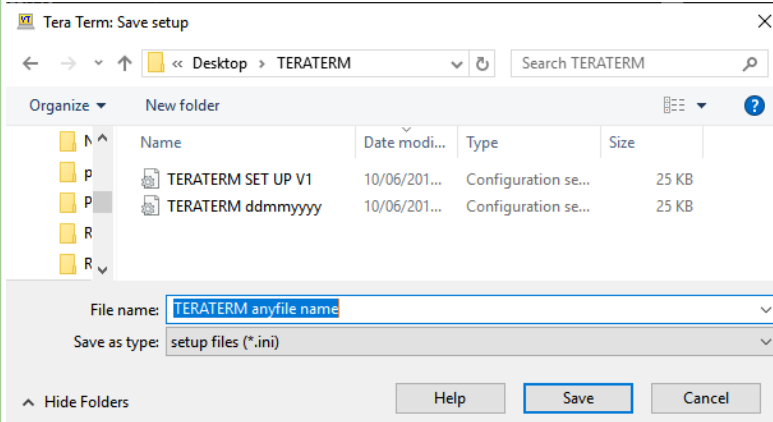 VT Tera Term: Save setup
« Desktop > TERATERM
Search TERATERM
Organize
New folder
Name Date modi... Type Size
TERATERM SET UP V1 10/06/201... Configuration se... 25 KB
TERATERM ddmmyyyy 10/06/201... Configuration se... 25 KB
p
P
R
R
File name: TERATERM anyfile name
Save as type: setup files (*.ini)
Hide Folders
Help
Save
Cancel